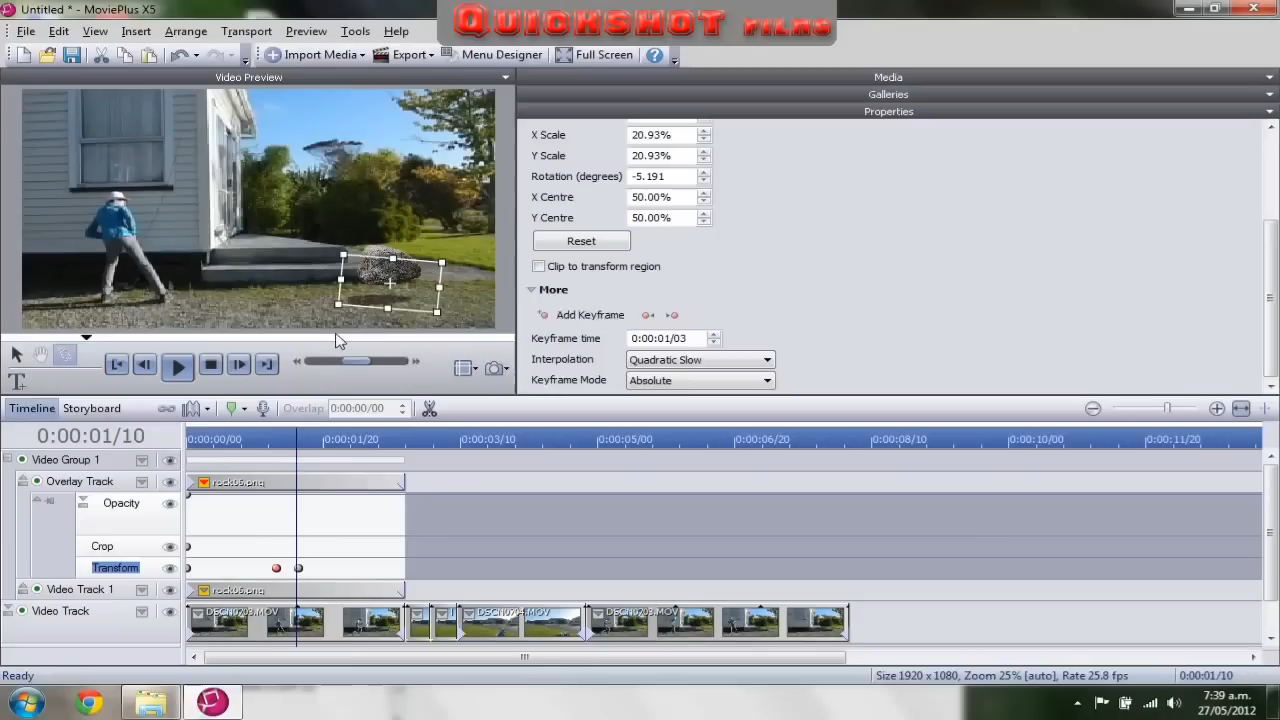 Untitled * - MoviePlus X5
QUICKSHOT FILMS
File Edit View Insert Arrange Transport Preview Tools Help
Import Media Export Menu Designer Full Screen
Video Preview
Media
Galleries
Properties
X Scale 20.93%
Y Scale 20.93%
Rotation (degrees) -5.191
X Centre 50.00%
Y Centre 50.00%
Reset
Clip to transform region
More
Add Keyframe
Keyframe time 0:00:01/03
Interpolation Quadratic Slow
Keyframe Mode Absolute
Timeline Storyboard Overlap 0:00:00/00
0:00:01/10 0:00:00/00 0:00:01/20 0:00:03/10 0:00:05/00 0:00:06/20 0:00:08/10 0:00:10/00 0:00:11/20
Video Group 1
Overlay Track rock06.png
Opacity
Crop
Transform
Video Track 1 rock06.png
Video Track DSCN0203.MOV DSCN0204.MOV DSCN0203.MOV
Ready Size 1920 x 1080, Zoom 25% [auto], Rate 25.8 fps 0:00:01/10
7:39 a.m.
27/05/2012